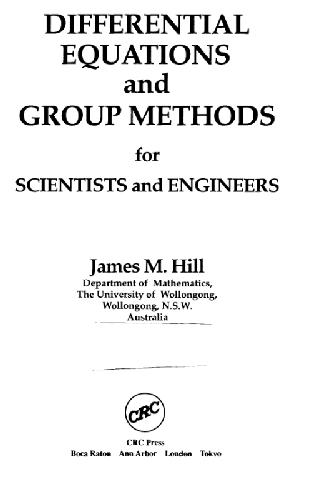 DIFFERENTIAL
EQUATIONS
and
GROUP METHODS
for
SCIENTISTS and ENGINEERS
James M. Hill
Department of Mathematics,
The University of Wollongong,
Wollongong, N.S.W.
Australia
CRC
CRC Press
Boca Raton Ann Arbor London Tokyo